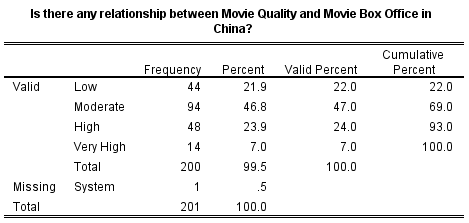 Is there any relationship between Movie Quality and Movie Box Office in
China?
Cumulative
Frequency Percent Valid Percent Percent
Valid Low 44 21.9 22.0 22.0
Moderate 94 46.8 47.0 69.0
High 48 23.9 24.0 93.0
Very High 14 7.0 7.0 100.0
Total 200 99.5 100.0
Missing System 1 .5
Total 201 100.0